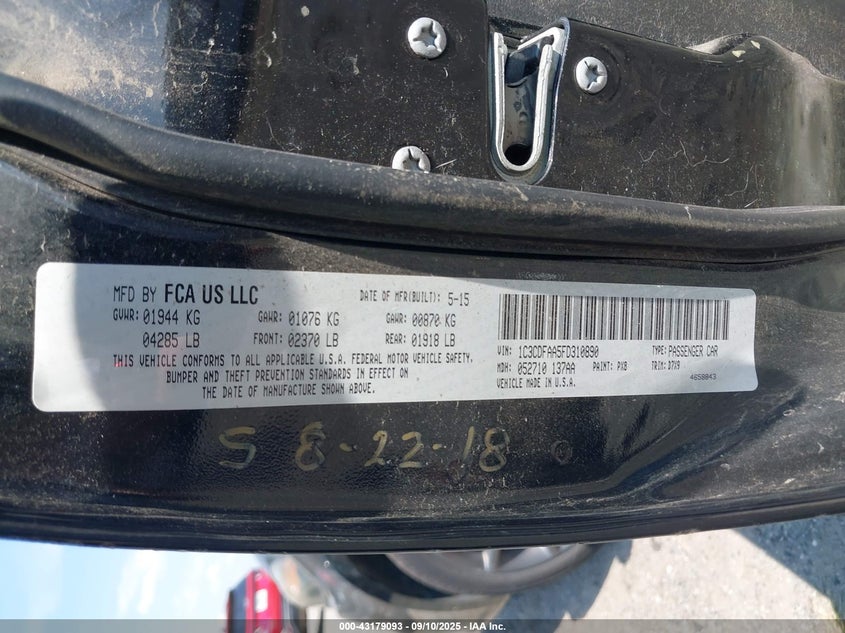 MFD BY FCA US LLC
DATE OF MFR(BUILT): 5-15
GVWR: 01944 KG
GAWR: 01076 KG
GAWR: 00870 KG
04285 LB
FRONT: 02370 LB
REAR: 01918 LB
THIS VEHICLE CONFORMS TO ALL APPLICABLE U.S.A. FEDERAL MOTOR VEHICLE SAFETY,
BUMPER AND THEFT PREVENTION STANDARDS IN EFFECT ON
THE DATE OF MANUFACTURE SHOWN ABOVE.
VIN: 1C3CDFAA5FD310890
TYPE: PASSENGER CAR
MDH: 052710 137AA
PAINT: PX8
TRIM: D7X9
VEHICLE MADE IN U.S.A.
4658843
S 8-22-18
000-43179093 - 09/10/2025 - IAA Inc.